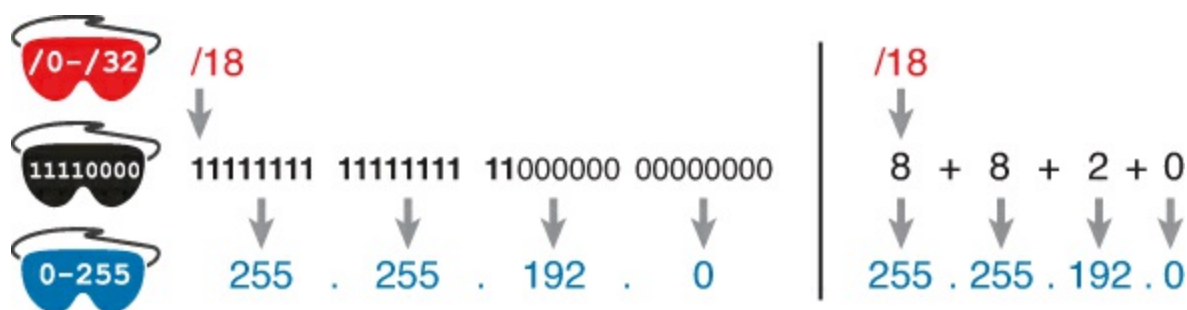 /0-/32 /18 /18
11110000 11111111 11111111 11000000 00000000 8 + 8 + 2 + 0
0-255 255 . 255 . 192 . 0 255 . 255 . 192 . 0